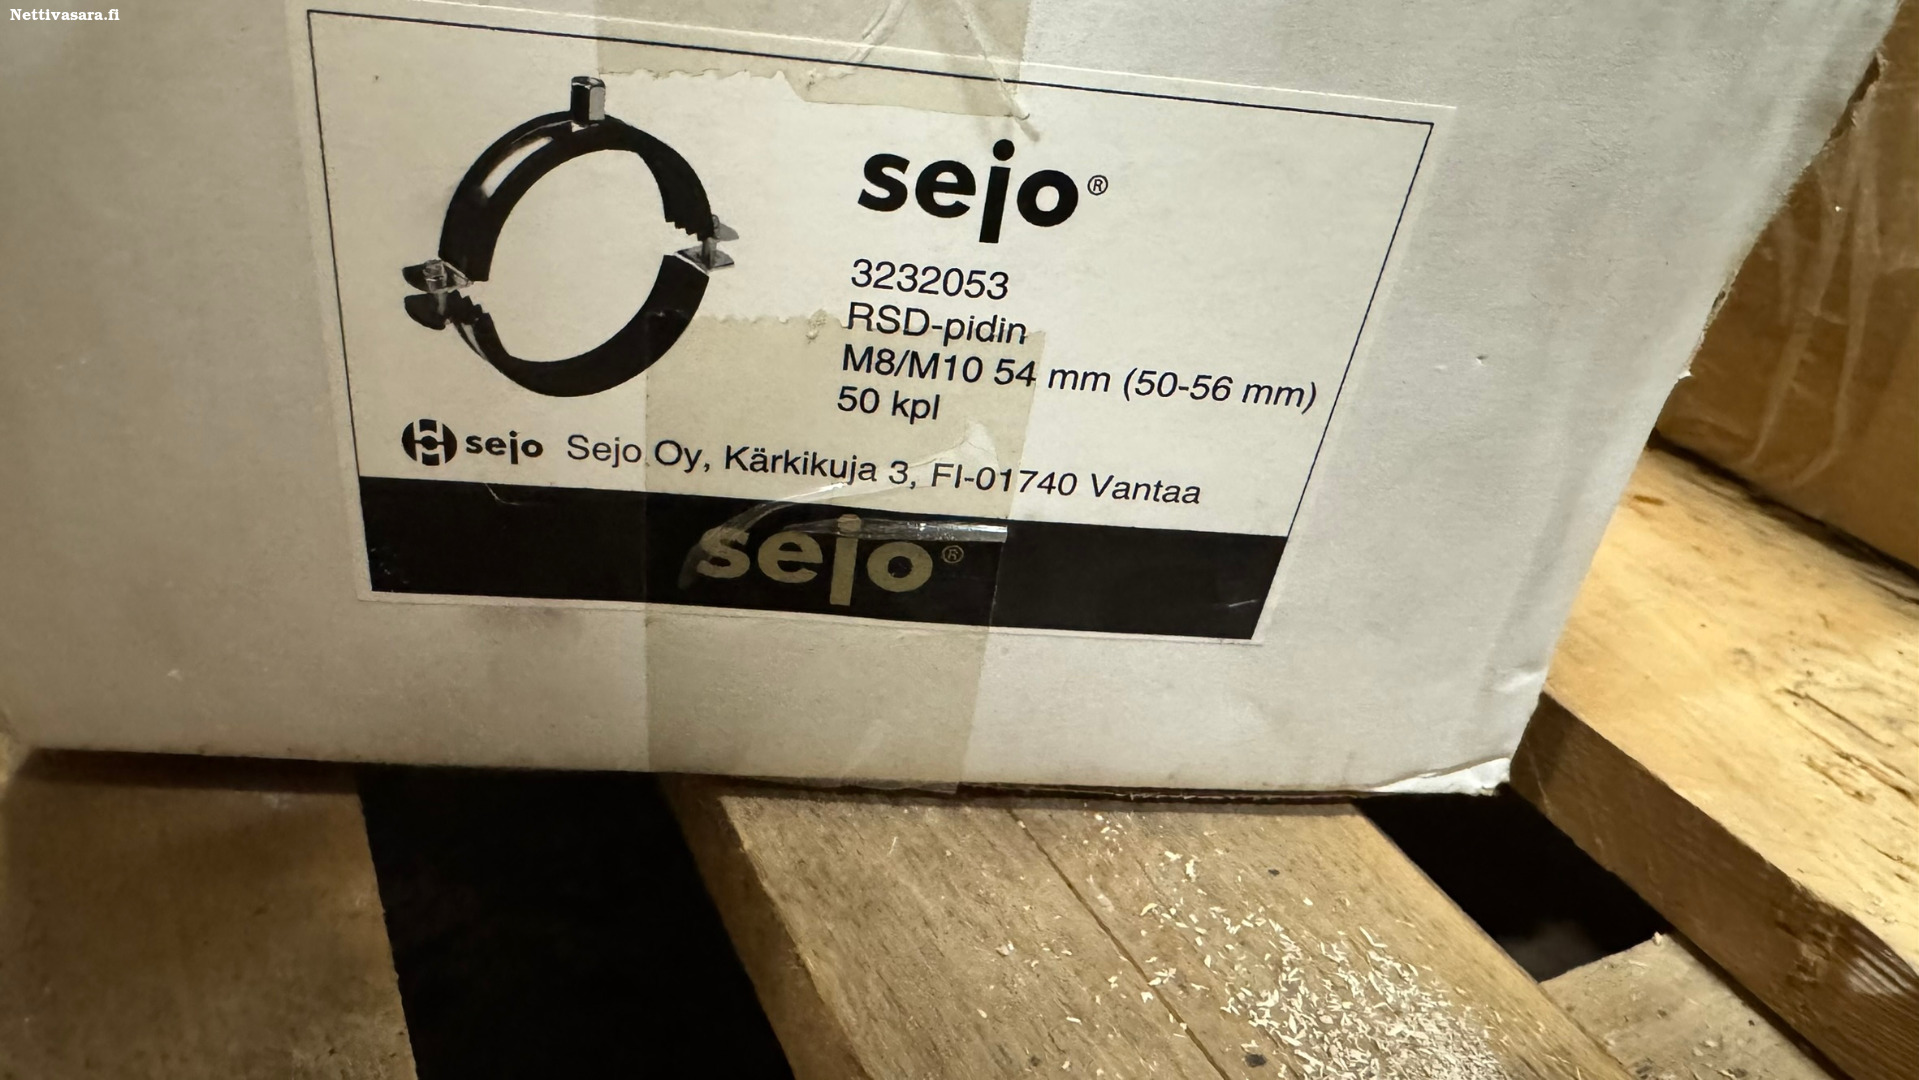 Nettivasara.fi
sejo®
3232053
RSD-pidin
M8/M10 54 mm (50-56 mm)
50 kpl
sejo Sejo Oy, Kärkikuja 3, FI-01740 Vantaa
sejo®